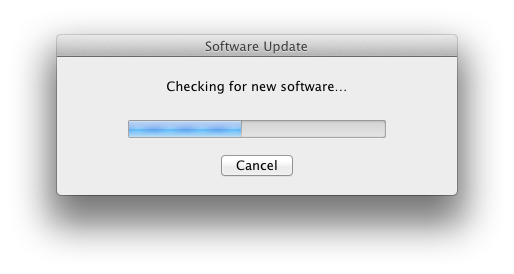 Software Update
Checking for new software…
Cancel